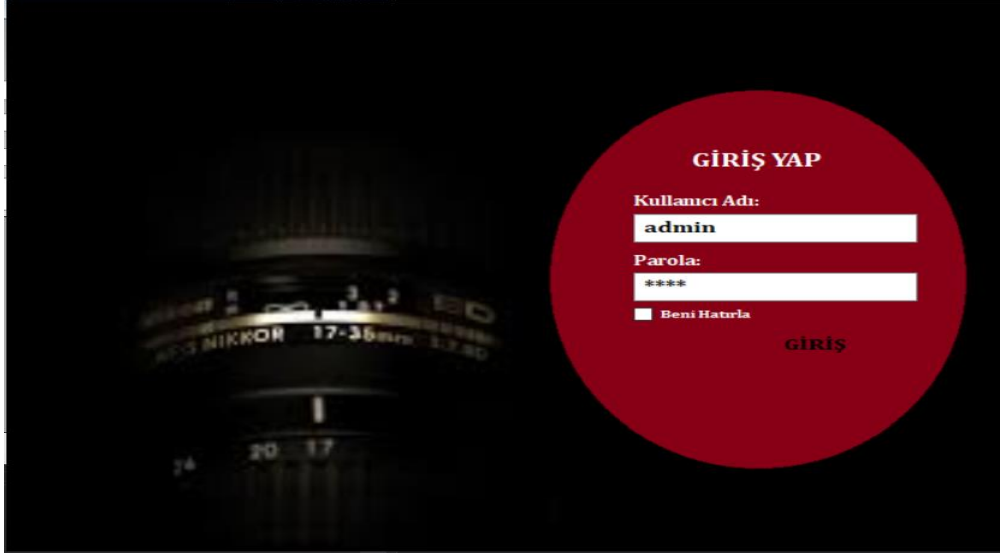 NIKKOR 17-35mm
20 17
GİRİŞ YAP
Kullanıcı Adı:
admin
Parola:
****
Beni Hatırla
GİRİŞ